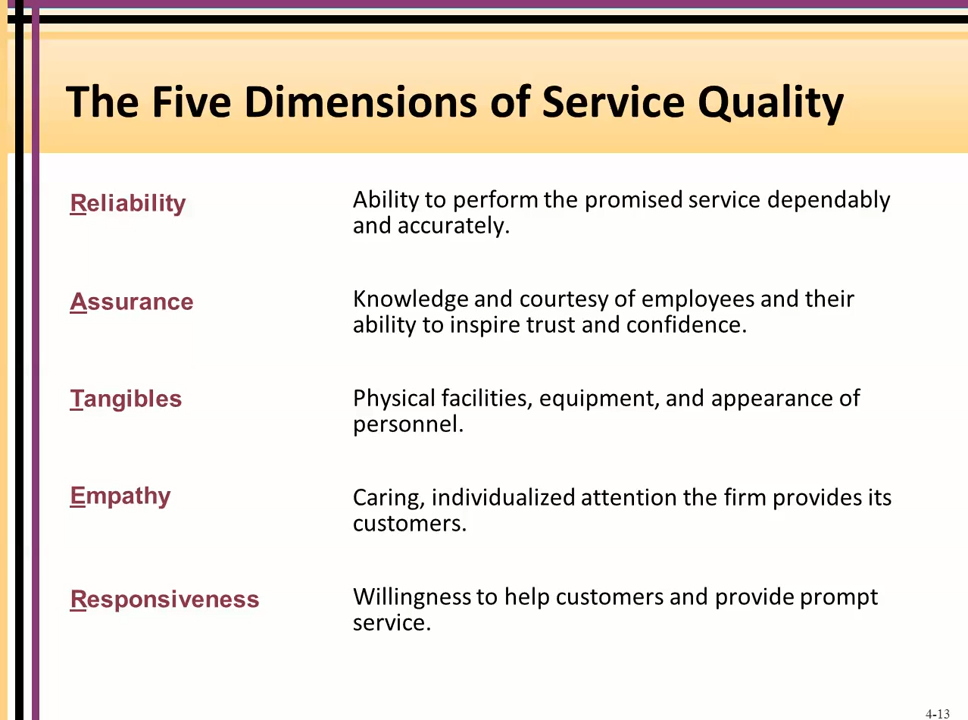 The Five Dimensions of Service Quality
Reliability
Ability to perform the promised service dependably
and accurately.
Assurance
Knowledge and courtesy of employees and their
ability to inspire trust and confidence.
Tangibles
Physical facilities, equipment, and appearance of
personnel.
Empathy
Caring, individualized attention the firm provides its
customers.
Responsiveness
Willingness to help customers and provide prompt
service.
4-13